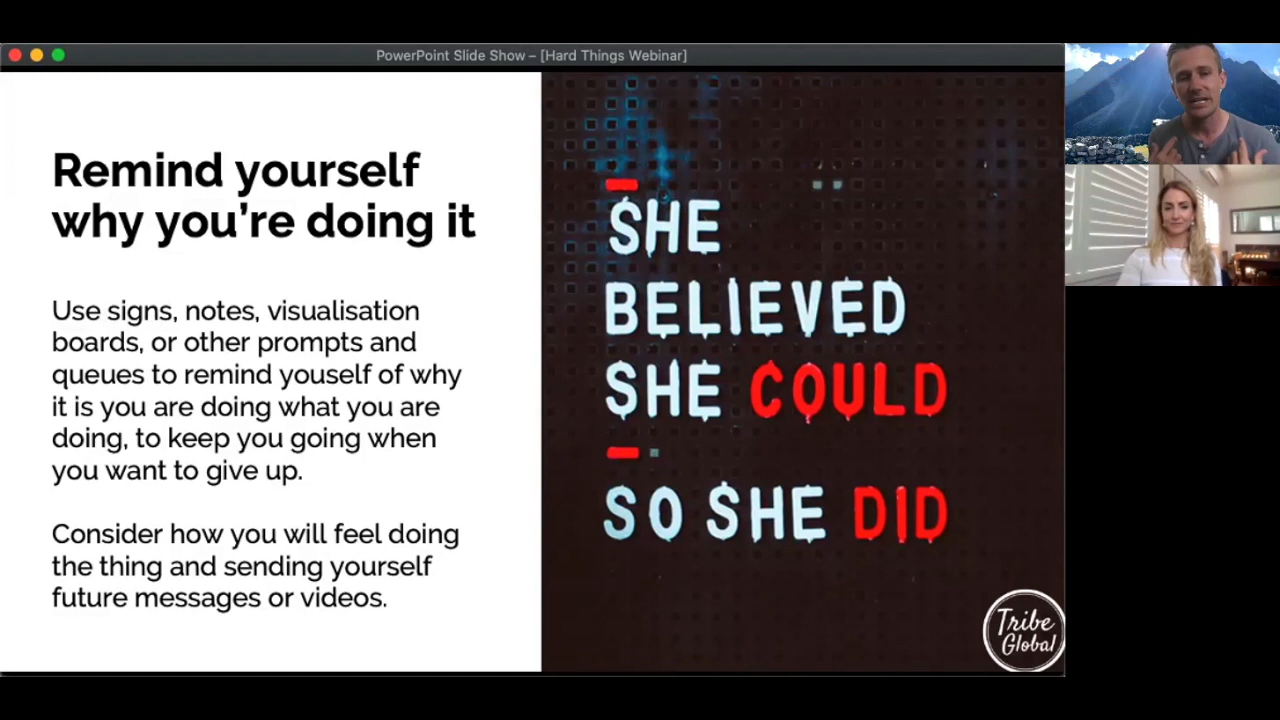 PowerPoint Slide Show – [Hard Things Webinar]
Remind yourself
why you’re doing it
Use signs, notes, visualisation
boards, or other prompts and
queues to remind youself of why
it is you are doing what you are
doing, to keep you going when
you want to give up.
Consider how you will feel doing
the thing and sending yourself
future messages or videos.
SHE
BELIEVED
SHE COULD
SO SHE DID
Tribe
Global